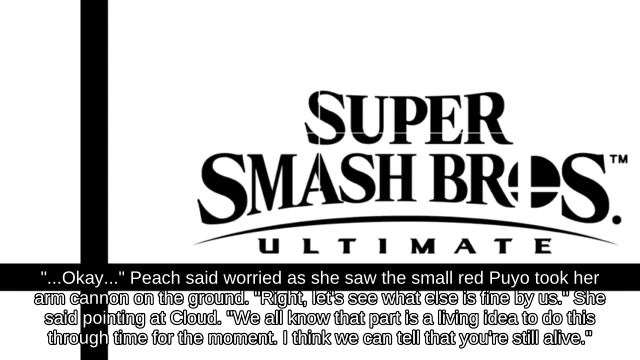 SUPER
SMASH BROS.™
ULTIMATE
"...Okay..." Peach said worried as she saw the small red Puyo took her
arm cannon on the ground. "Right, let's see what else is fine by us." She
said pointing at Cloud. "We all know that part is a living idea to do this
through time for the moment. I think we can tell that you're still alive."